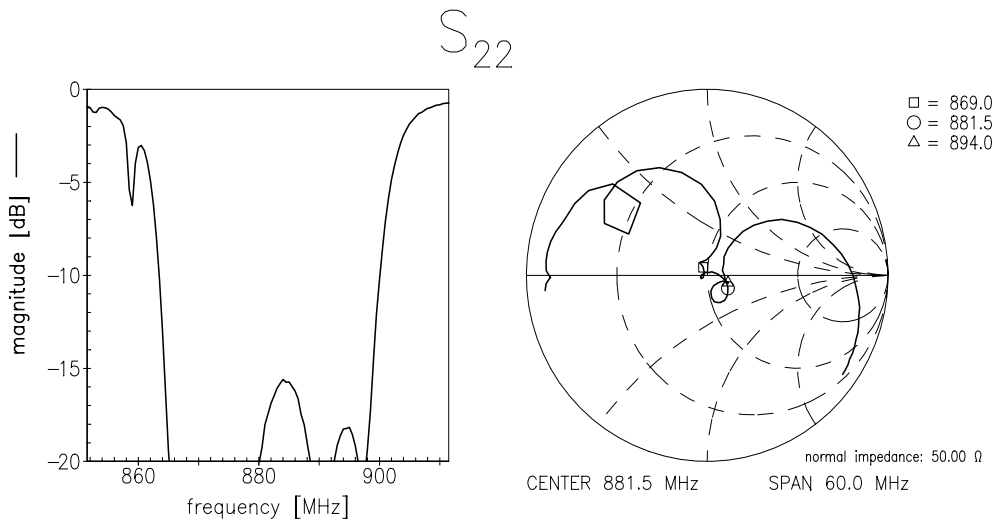 S22
0
−5
−10
−15
−20
magnitude [dB]
860
880
900
frequency [MHz]
□ = 869.0
○ = 881.5
△ = 894.0
normal impedance: 50.00 Ω
CENTER 881.5 MHz
SPAN 60.0 MHz